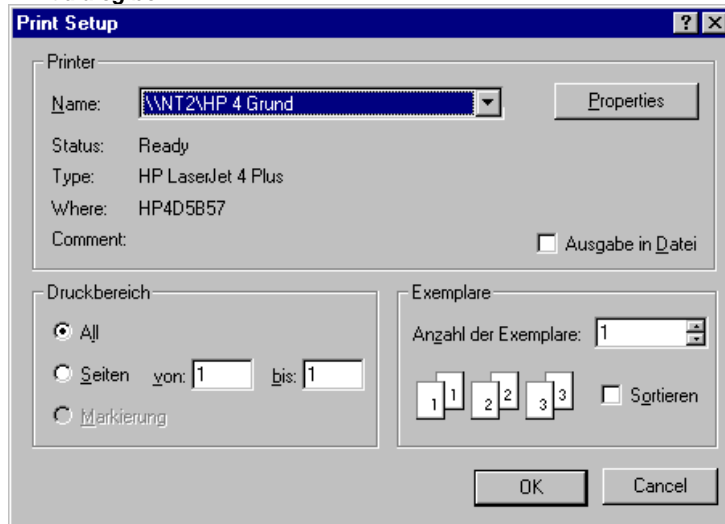 Print Setup
Printer
Name: \\NT2\HP 4 Grund
Properties
Status: Ready
Type: HP LaserJet 4 Plus
Where: HP4D5B57
Comment:
Ausgabe in Datei
Druckbereich
All
Seiten von: 1 bis: 1
Markierung
Exemplare
Anzahl der Exemplare: 1
1 1 2 2 3 3
Sortieren
OK Cancel